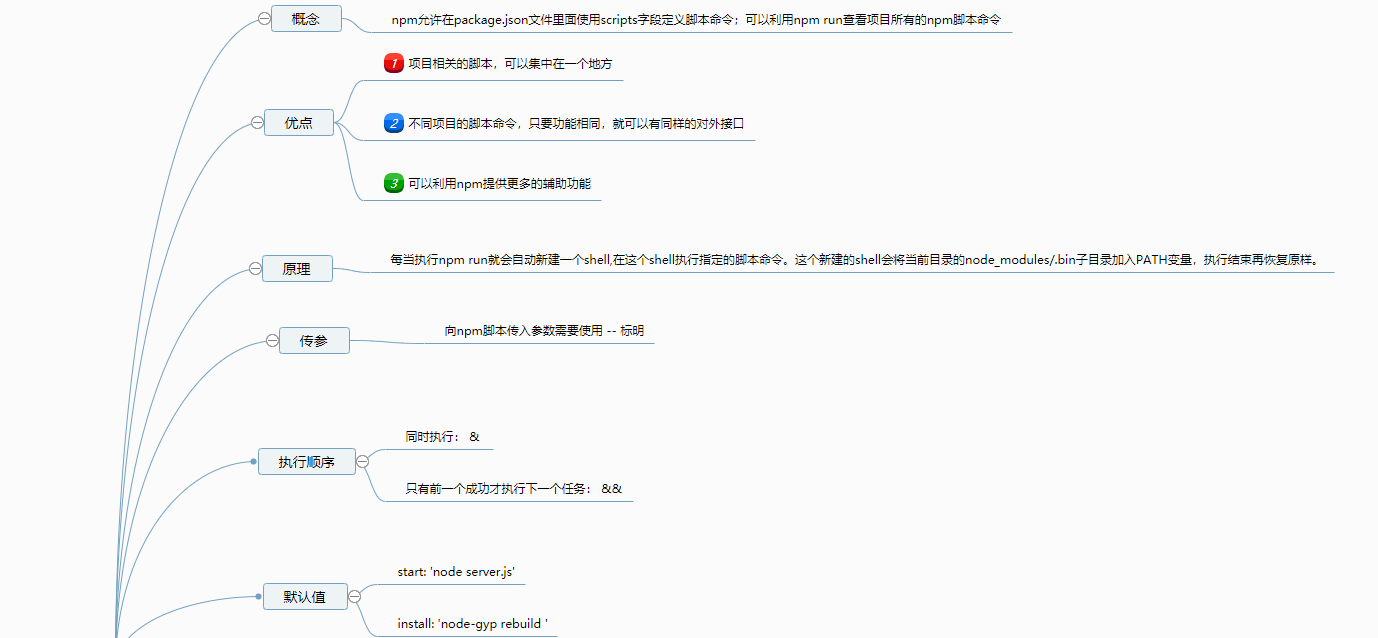 概念
npm允许在package.json文件里面使用scripts字段定义脚本命令；可以利用npm run查看项目所有的npm脚本命令
优点
1 项目相关的脚本，可以集中在一个地方
2 不同项目的脚本命令，只要功能相同，就可以有同样的对外接口
3 可以利用npm提供更多的辅助功能
原理
每当执行npm run就会自动新建一个shell,在这个shell执行指定的脚本命令。这个新建的shell会将当前目录的node_modules/.bin子目录加入PATH变量，执行结束再恢复原样。
传参
向npm脚本传入参数需要使用 -- 标明
执行顺序
同时执行： &
只有前一个成功才执行下一个任务： &&
默认值
start: 'node server.js'
install: 'node-gyp rebuild '